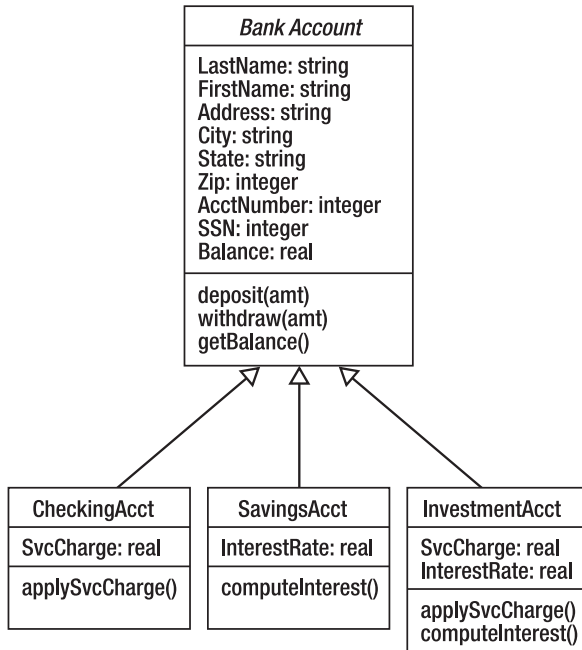 Bank Account
LastName: string
FirstName: string
Address: string
City: string
State: string
Zip: integer
AcctNumber: integer
SSN: integer
Balance: real
deposit(amt)
withdraw(amt)
getBalance()
CheckingAcct
SvcCharge: real
applySvcCharge()
SavingsAcct
InterestRate: real
computeInterest()
InvestmentAcct
SvcCharge: real
InterestRate: real
applySvcCharge()
computeInterest()